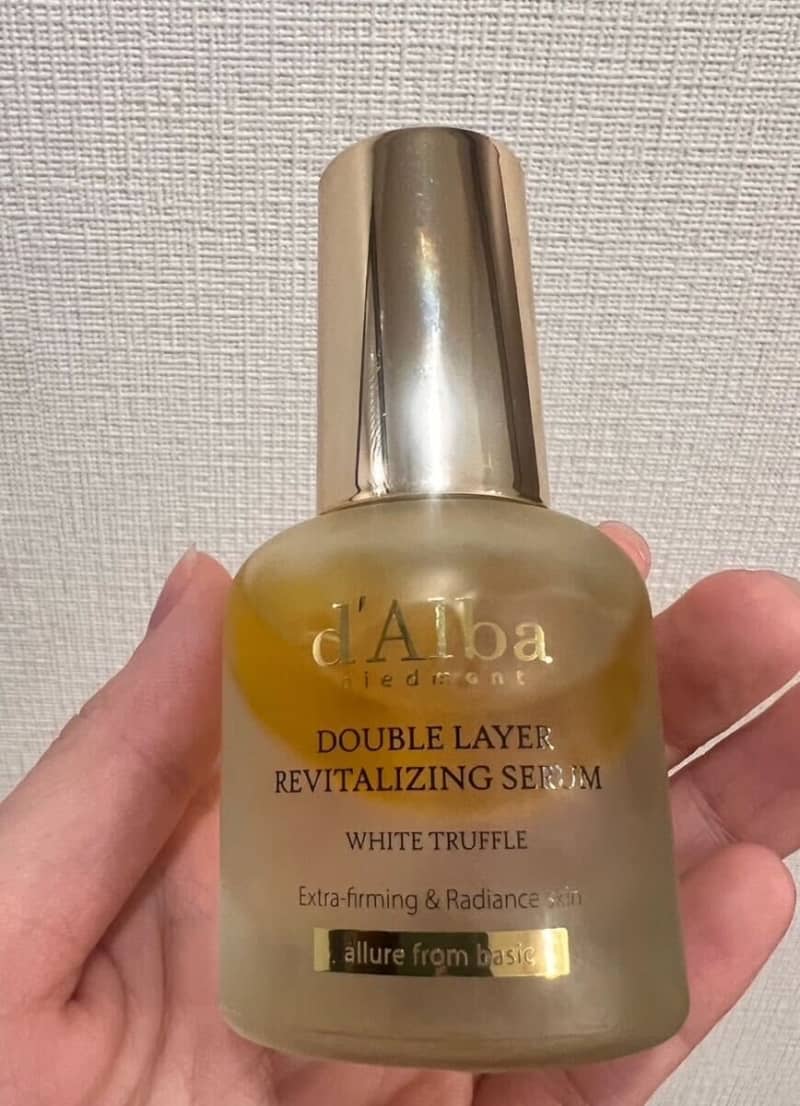 d'Alba
piedmont
DOUBLE LAYER
REVITALIZING SERUM
WHITE TRUFFLE
Extra-firming & Radiance skin
allure from basic